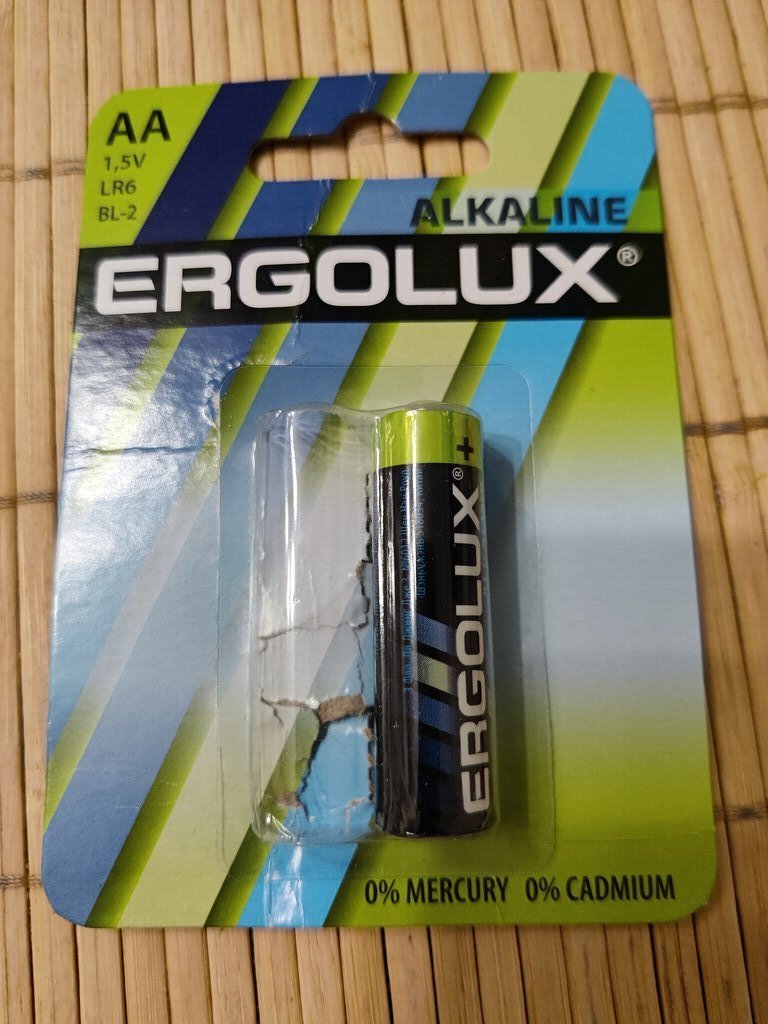 AA
1,5V
LR6
BL-2
ALKALINE
ERGOLUX®
+
ERGOLUX®
0% MERCURY 0% CADMIUM